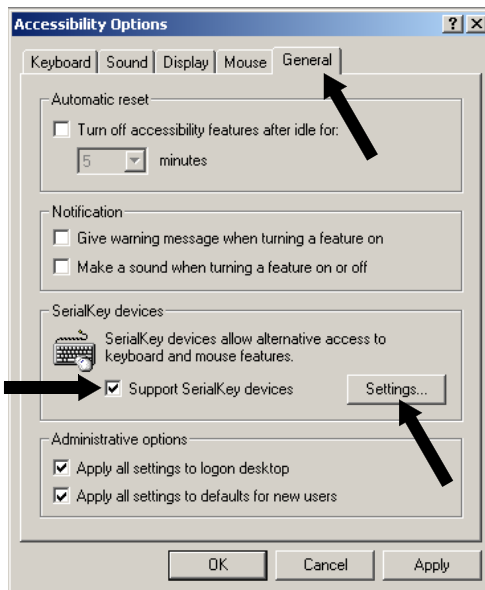 Accessibility Options
Keyboard Sound Display Mouse General
Automatic reset
Turn off accessibility features after idle for:
5 minutes
Notification
Give warning message when turning a feature on
Make a sound when turning a feature on or off
SerialKey devices
SerialKey devices allow alternative access to
keyboard and mouse features.
Support SerialKey devices Settings...
Administrative options
Apply all settings to logon desktop
Apply all settings to defaults for new users
OK Cancel Apply